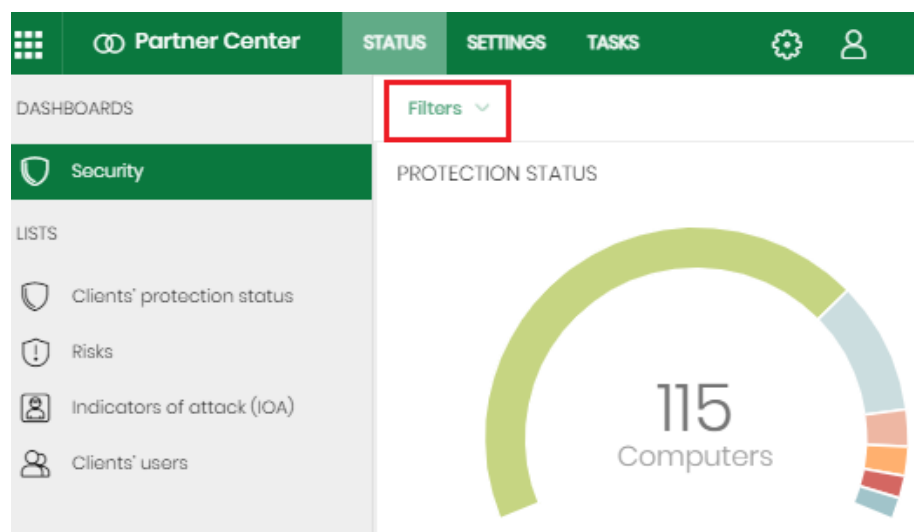 Partner Center STATUS SETTINGS TASKS
DASHBOARDS
Filters
Security
PROTECTION STATUS
LISTS
Clients' protection status
Risks
Indicators of attack (IOA)
Clients' users
115
Computers